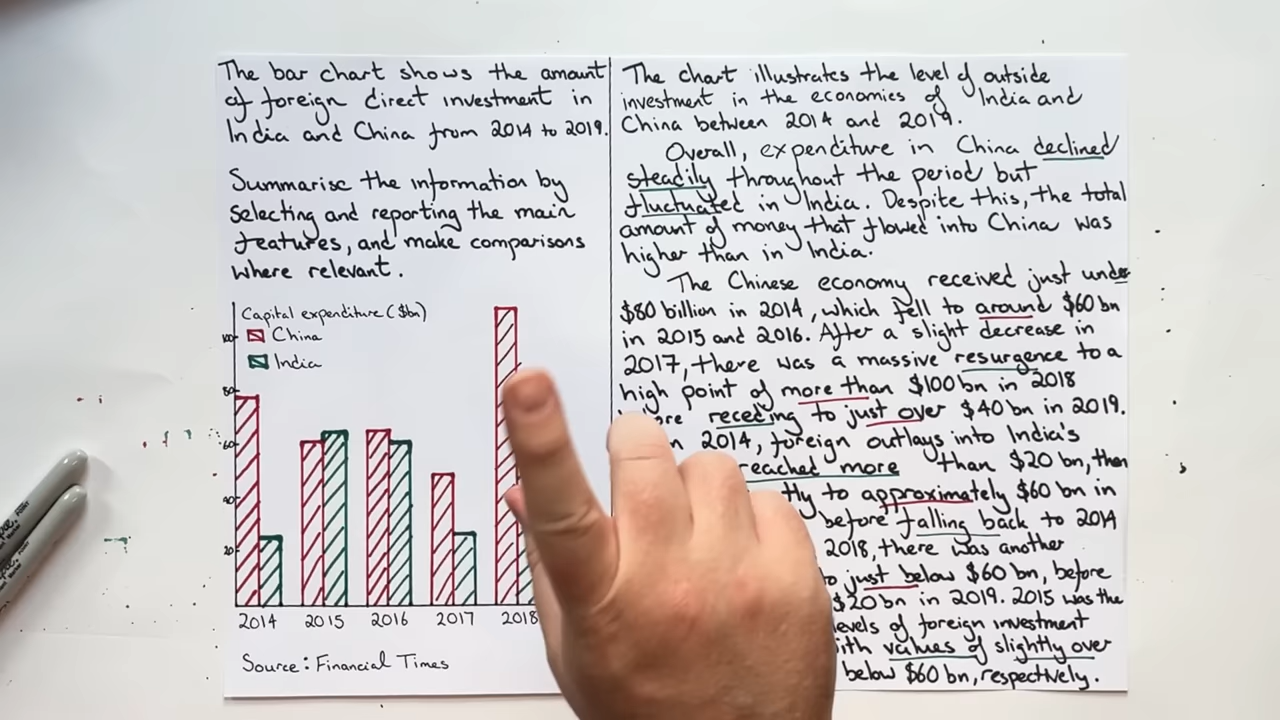 The bar chart shows the amount
of foreign direct investment in
India and China from 2014 to 2019.
Summarise the information by
selecting and reporting the main
features, and make comparisons
where relevant.
Capital expenditure ($bn)
China
India
100
80
60
40
20
2014 2015 2016 2017 2018
Source: Financial Times
The chart illustrates the level of outside
investment in the economies of India and
China between 2014 and 2019.
Overall, expenditure in China declined
steadily throughout the period but
fluctuated in India. Despite this, the total
amount of money that flowed into China was
higher than in India.
The Chinese economy received just under
$80 billion in 2014, which fell to around $60 bn
in 2015 and 2016. After a slight decrease in
2017, there was a massive resurgence to a
high point of more than $100 bn in 2018
receding to just over $40 bn in 2019.
2014, foreign outlays into India's
reached more than $20 bn, then
to approximately $60 bn in
before falling back to 2014
2018, there was another
just below $60 bn, before
$20 bn in 2019. 2015 was the
of foreign investment
values of slightly over
below $60 bn, respectively.